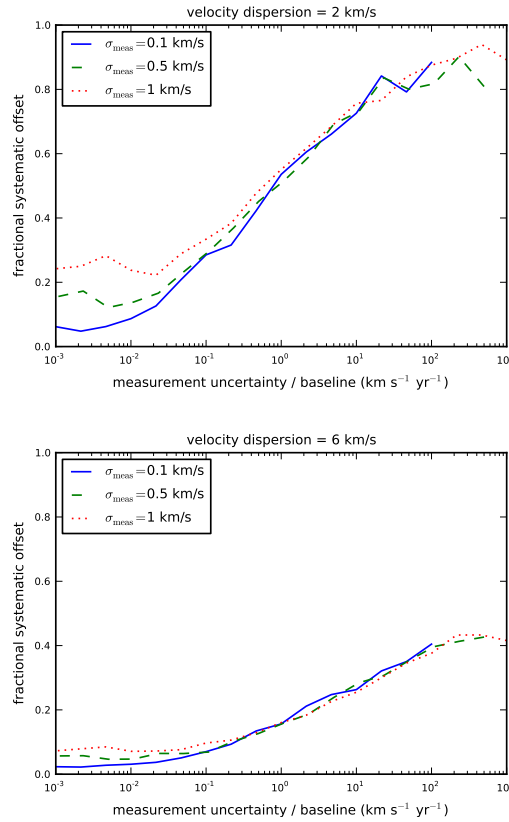 velocity dispersion = 2 km/s
1.0
σmeas=0.1 km/s
σmeas=0.5 km/s
σmeas=1 km/s
0.8
0.6
0.4
0.2
0.0
fractional systematic offset
10⁻³ 10⁻² 10⁻¹ 10⁰ 10¹ 10² 10
measurement uncertainty / baseline (km s⁻¹ yr⁻¹)
velocity dispersion = 6 km/s
1.0
σmeas=0.1 km/s
σmeas=0.5 km/s
σmeas=1 km/s
0.8
0.6
0.4
0.2
0.0
fractional systematic offset
10⁻³ 10⁻² 10⁻¹ 10⁰ 10¹ 10² 10
measurement uncertainty / baseline (km s⁻¹ yr⁻¹)